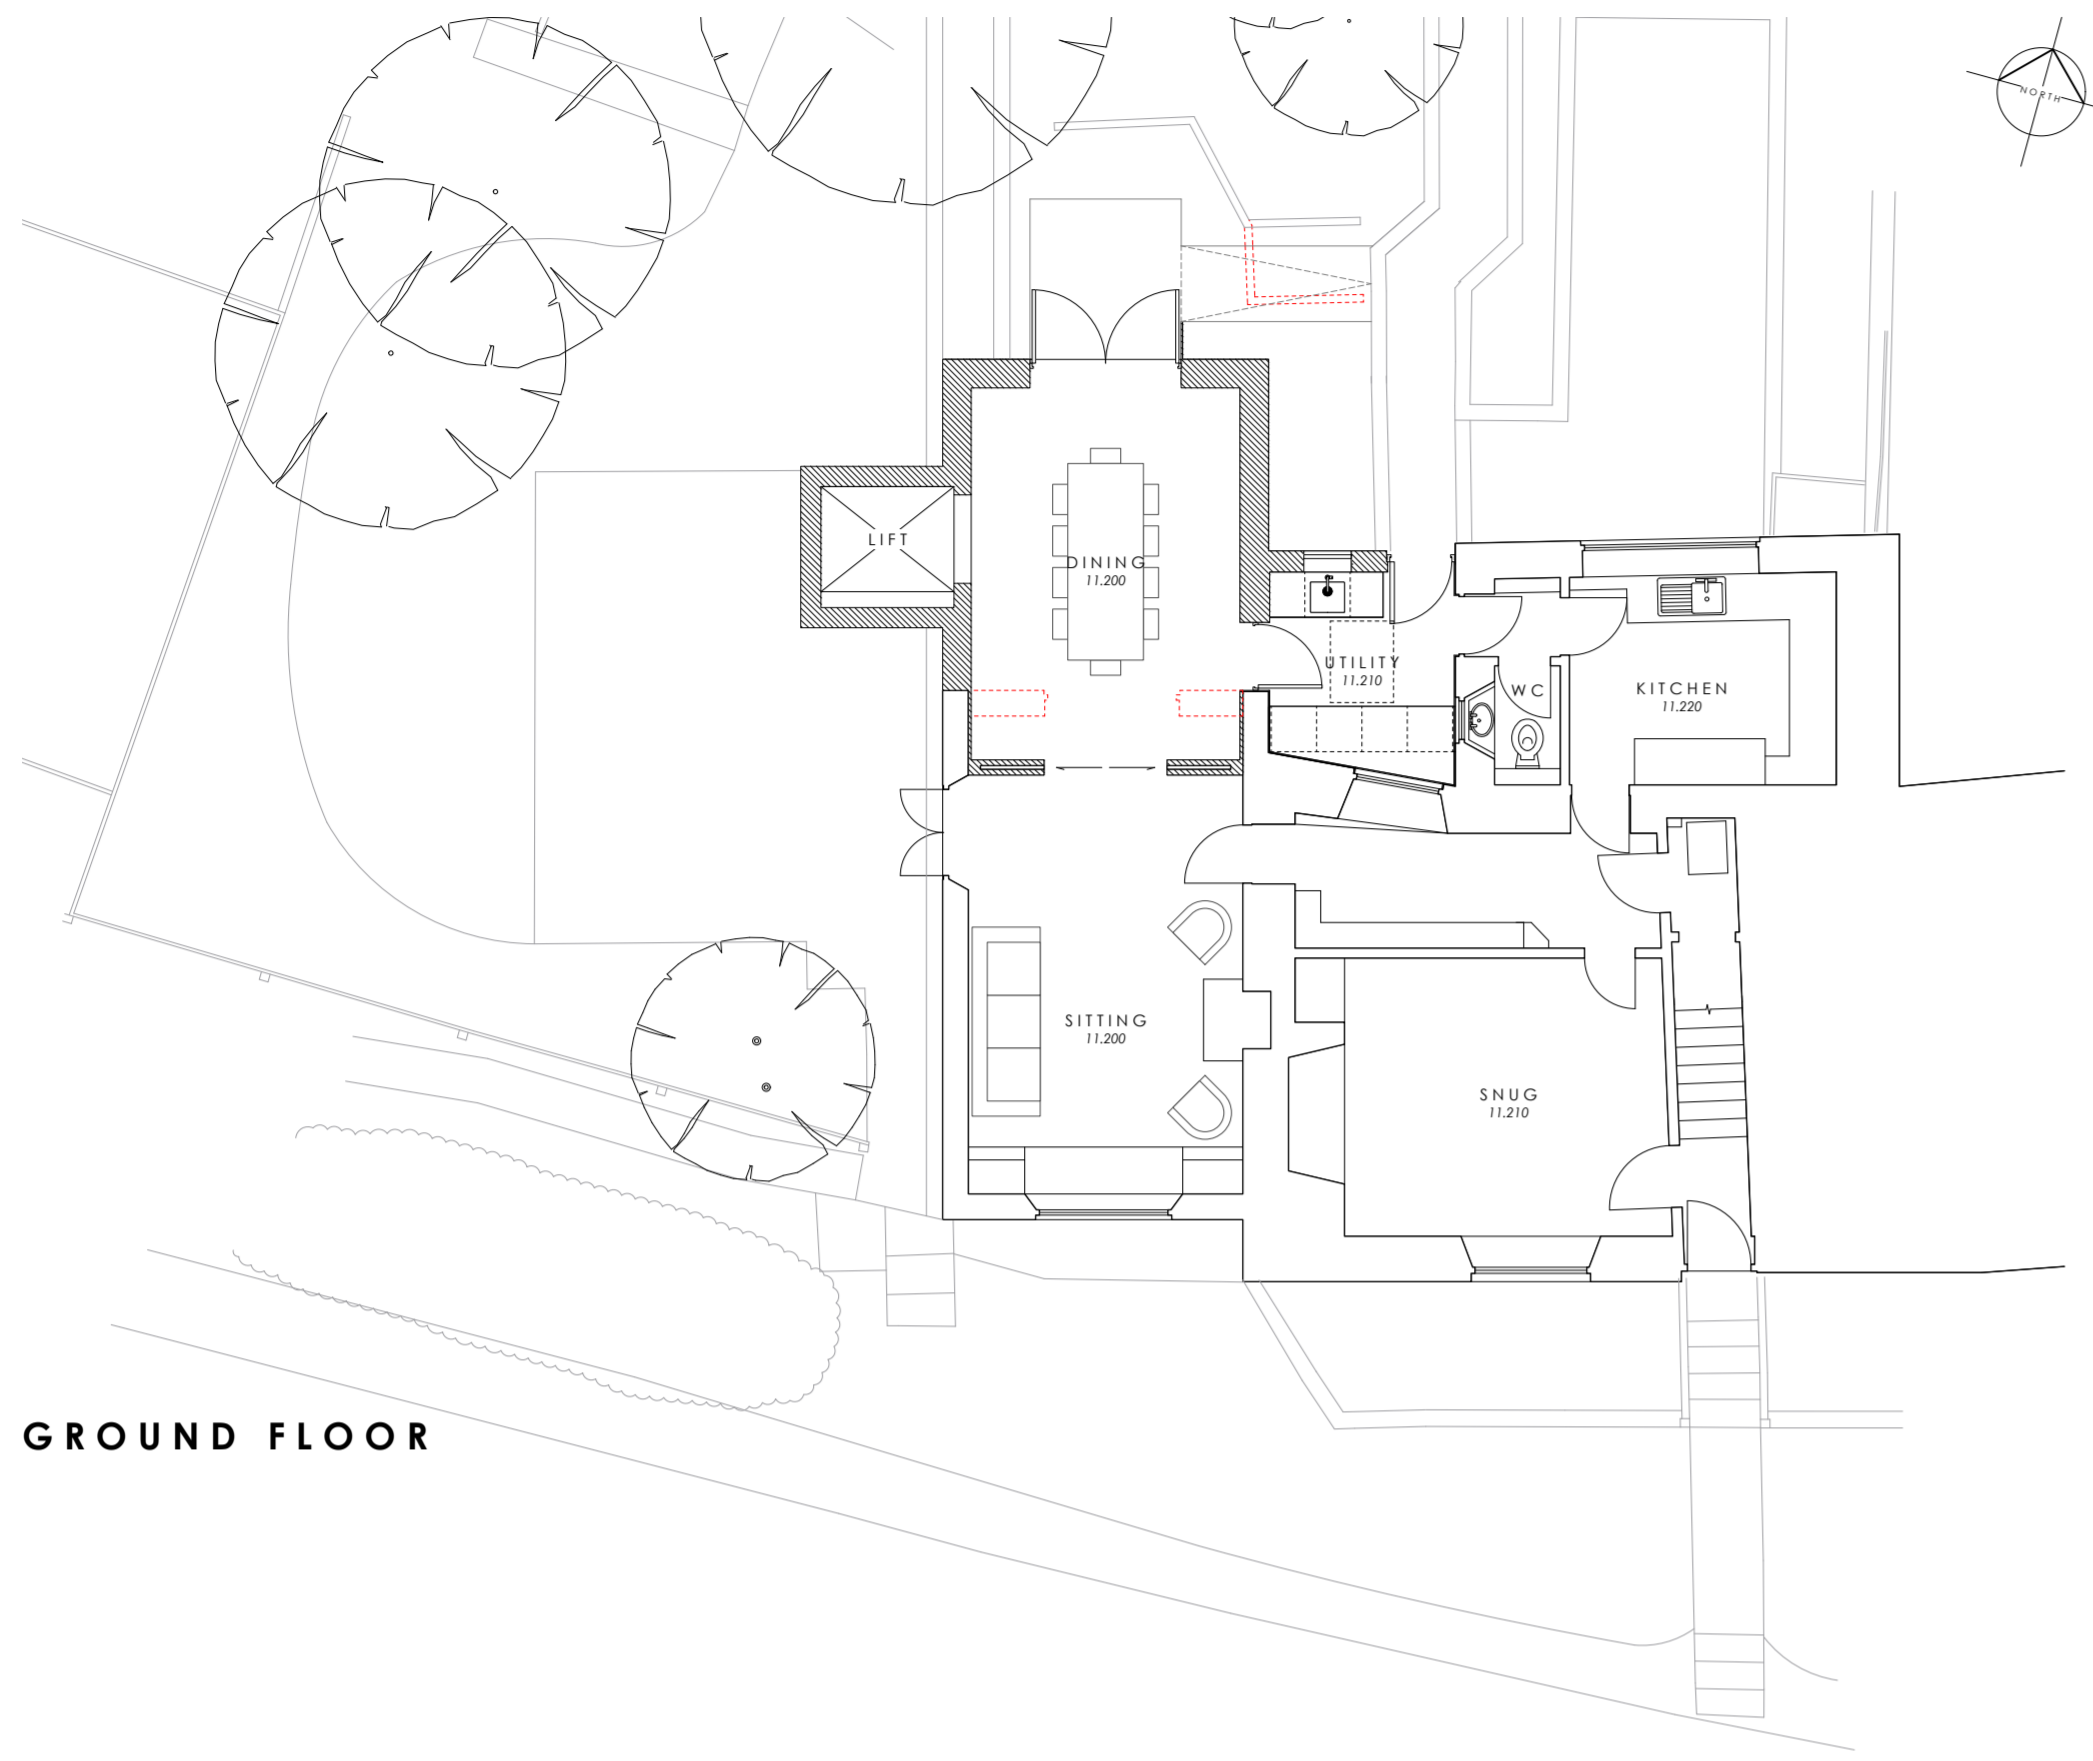 NORTH
LIFT
DINING
11.200
UTILITY
11.210
WC
KITCHEN
11.220
SITTING
11.200
SNUG
11.210
GROUND FLOOR